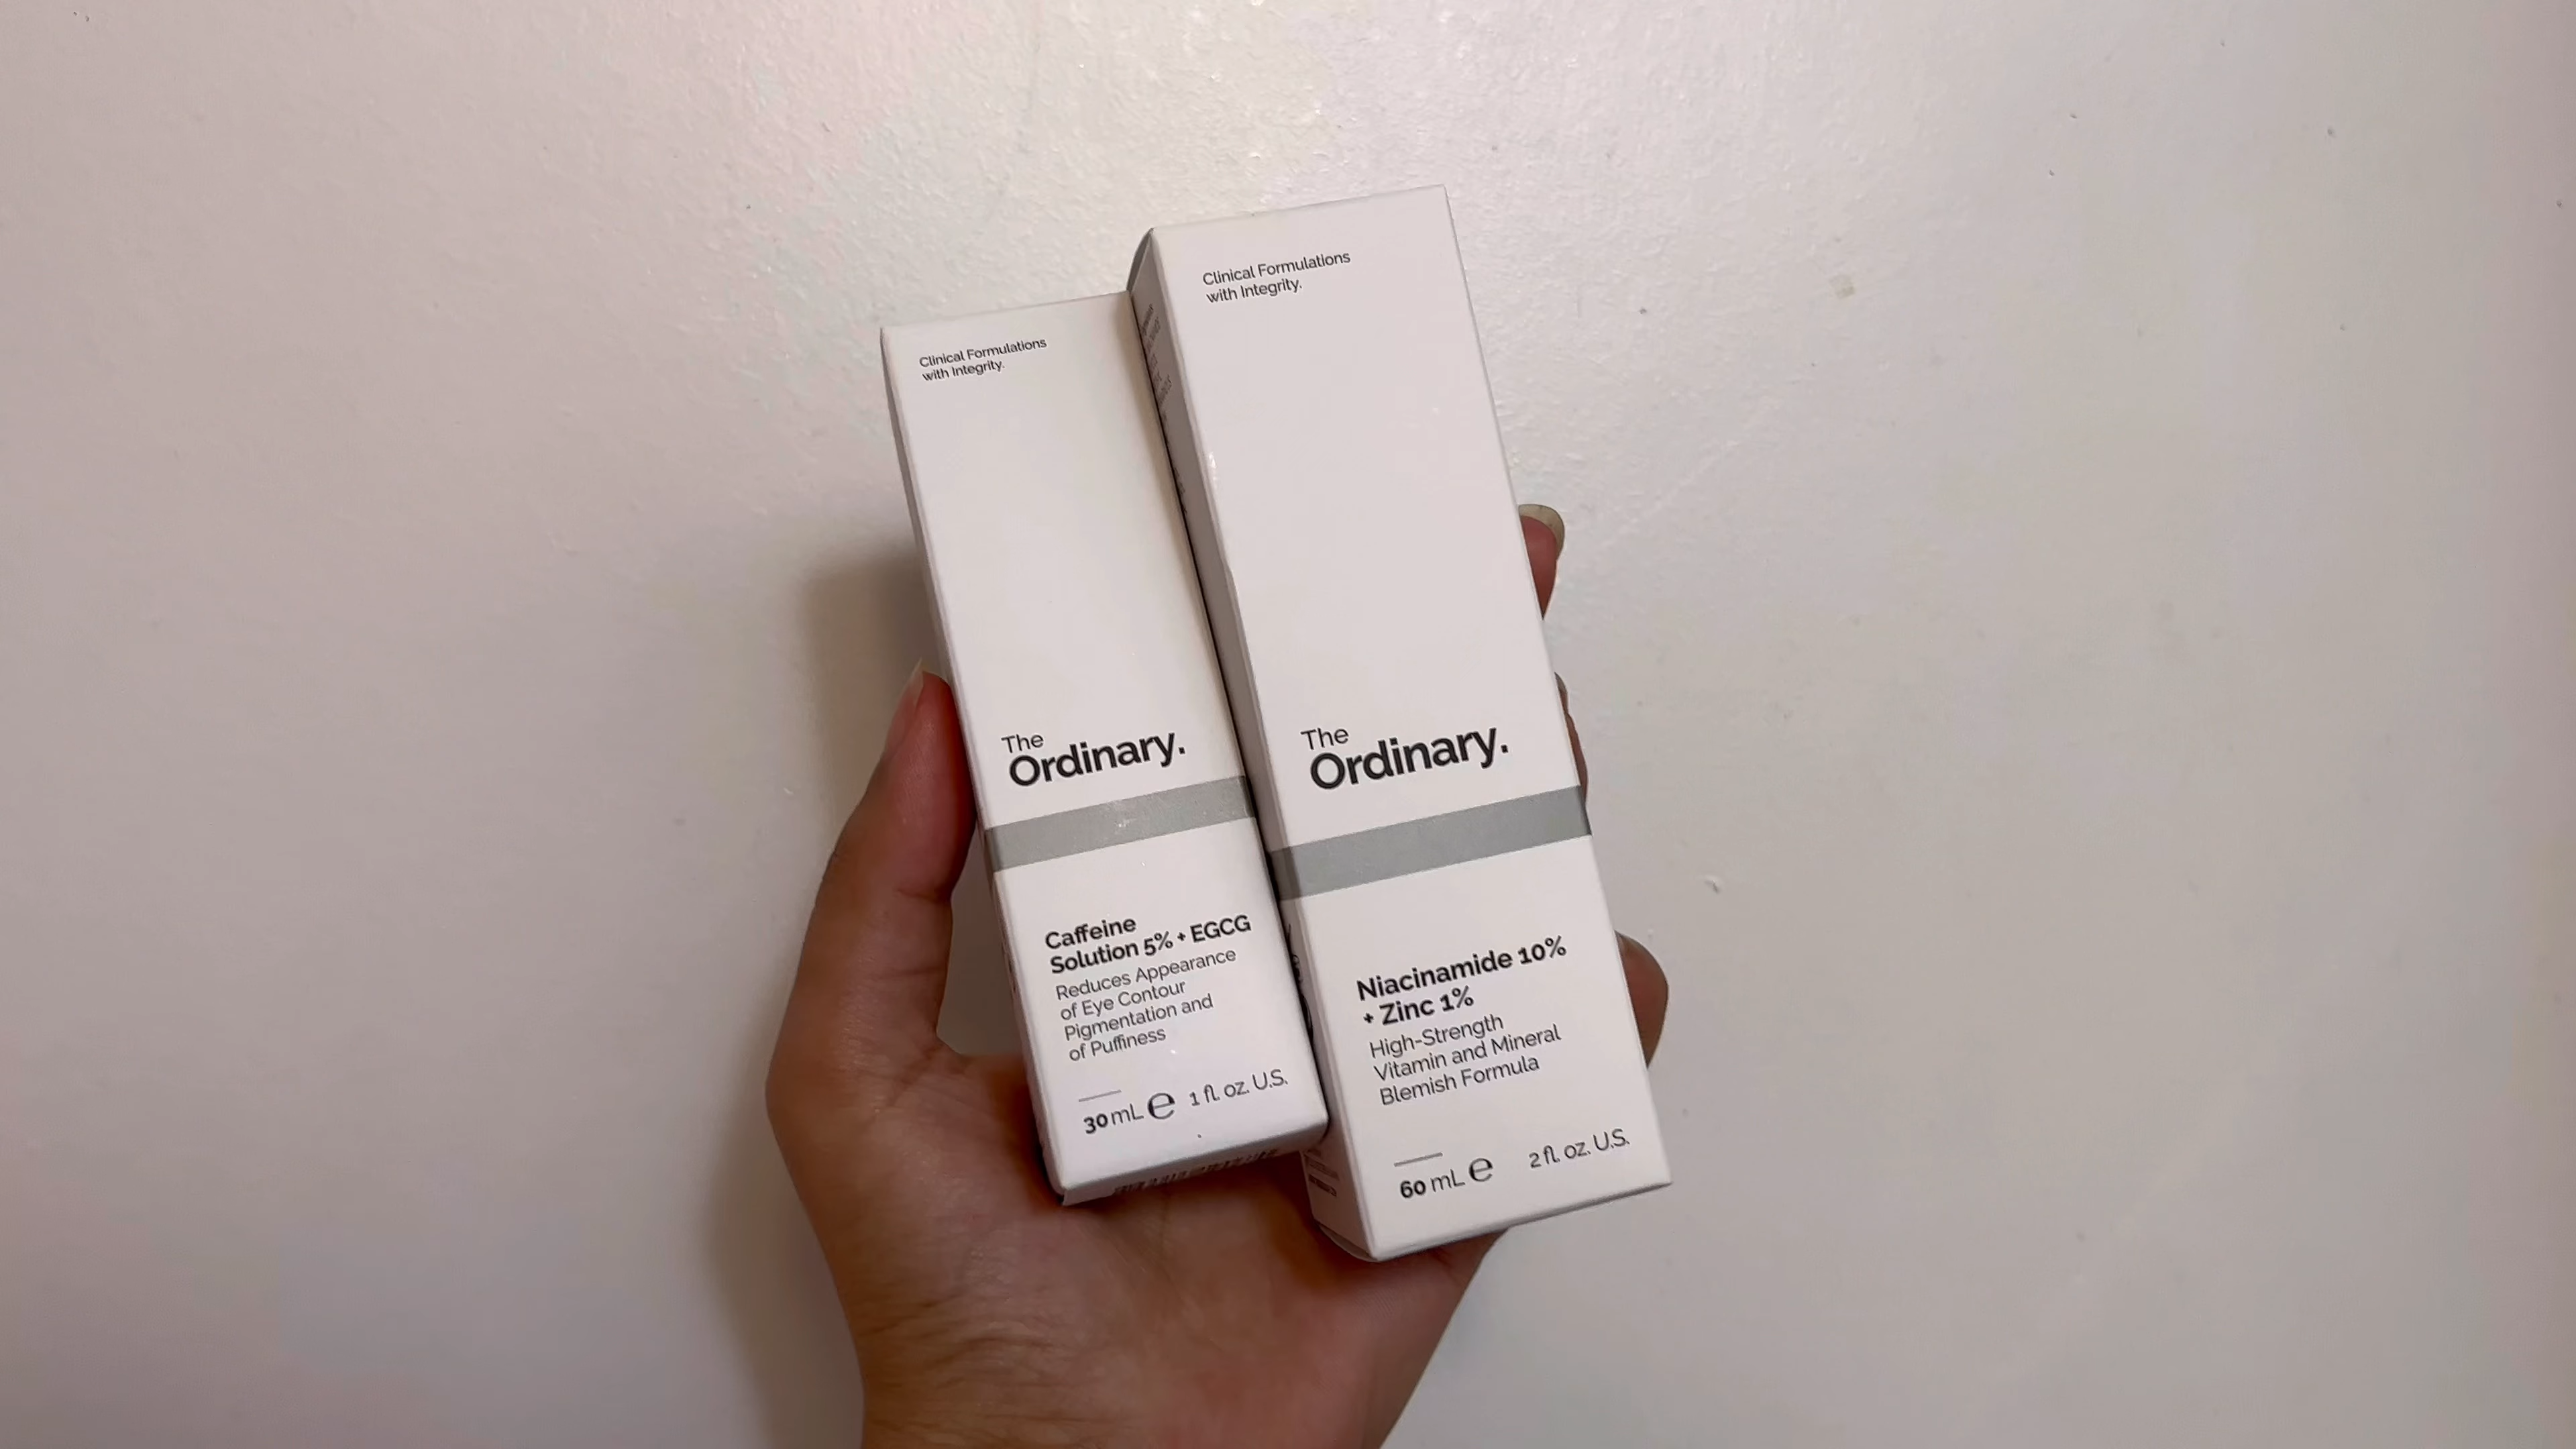 Clinical Formulations
with Integrity.
The
Ordinary.
Caffeine
Solution 5% + EGCG
Reduces Appearance
of Eye Contour
Pigmentation and
of Puffiness
30 mL e 1 fl. oz. U.S.
Clinical Formulations
with Integrity.
The
Ordinary.
Niacinamide 10%
+ Zinc 1%
High-Strength
Vitamin and Mineral
Blemish Formula
60 mL e 2 fl. oz. U.S.